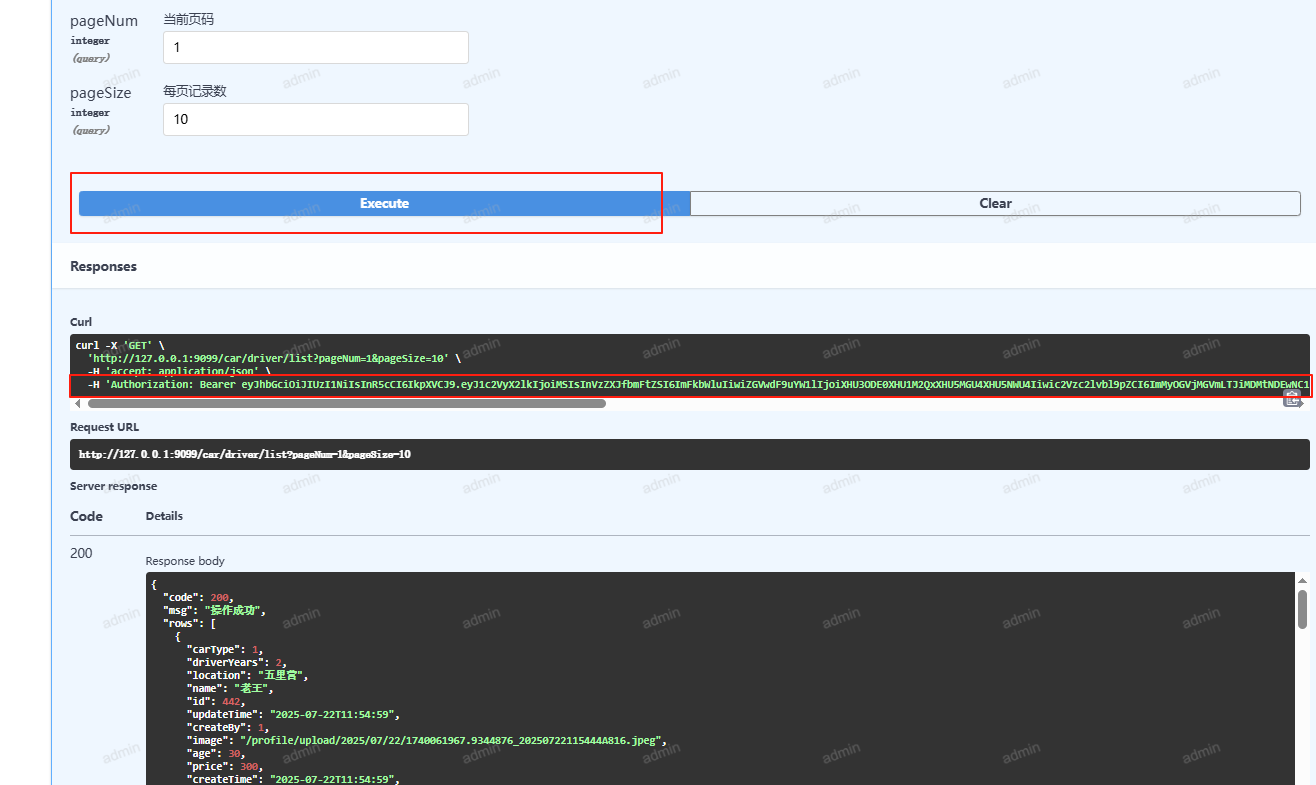 pageNum 当前页码
integer 1
(query)
pageSize 每页记录数
integer 10
(query)
Execute Clear
Responses
Curl
curl -X 'GET' \
'http://127.0.0.1:9099/car/driver/list?pageNum=1&pageSize=10' \
-H 'accept: application/json' \
-H 'Authorization: Bearer eyJhbGciOiJIUzI1NiIsInR5cCI6IkpXVCJ9.eyJ1c2VyX2lkIjoiMSIsInVzZXJfbmFtZSI6ImFkbWluIiwiZGVwdF9uYW1lIjoiXHU3ODE0XHU1M2QxXHU5MGU4XHU5NWU4Iiwic2Vzc2lvbl9pZCI6ImMyOGVjMGVmLTJiMDMtNDEwNC1
Request URL
http://127.0.0.1:9099/car/driver/list?pageNum=1&pageSize=10
Server response
Code Details
200
Response body
{
"code": 200,
"msg": "操作成功",
"rows": [
{
"carType": 1,
"driverYears": 2,
"location": "五里营",
"name": "老王",
"id": 442,
"updateTime": "2025-07-22T11:54:59",
"createBy": 1,
"image": "/profile/upload/2025/07/22/1740061967.9344876_20250722115444A816.jpeg",
"age": 30,
"price": 300,
"createTime": "2025-07-22T11:54:59",
admin